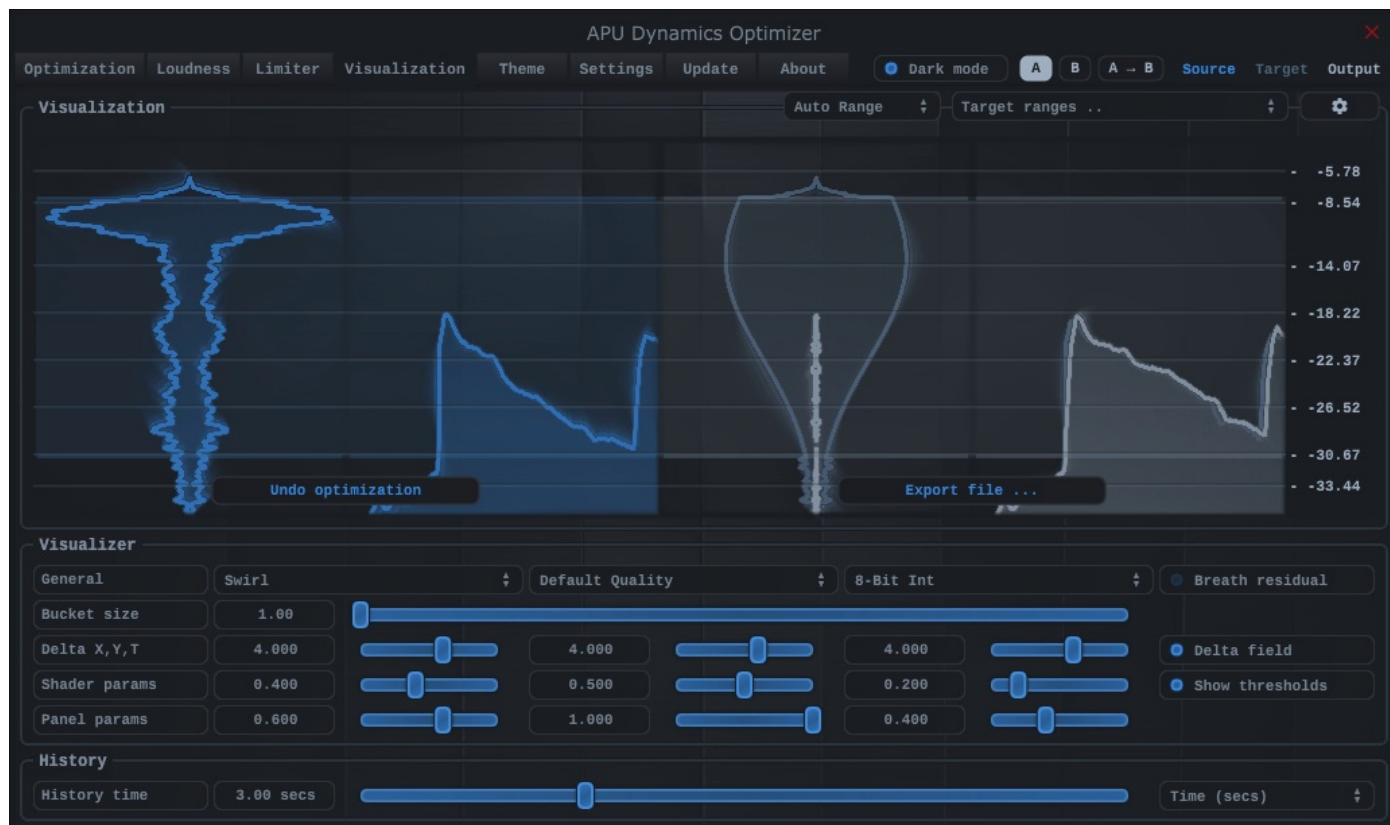 APU Dynamics Optimizer
Optimization Loudness Limiter Visualization Theme Settings Update About Dark mode A B A → B Source Target Output
Visualization Auto Range Target ranges ..
- -5.78
- -8.54
- -14.07
- -18.22
- -22.37
- -26.52
- -30.67
- -33.44
Undo optimization Export file ...
Visualizer
General Swirl Default Quality 8-Bit Int Breath residual
Bucket size 1.00
Delta X,Y,T 4.000 4.000 4.000 Delta field
Shader params 0.400 0.500 0.200 Show thresholds
Panel params 0.600 1.000 0.400
History
History time 3.00 secs Time (secs)